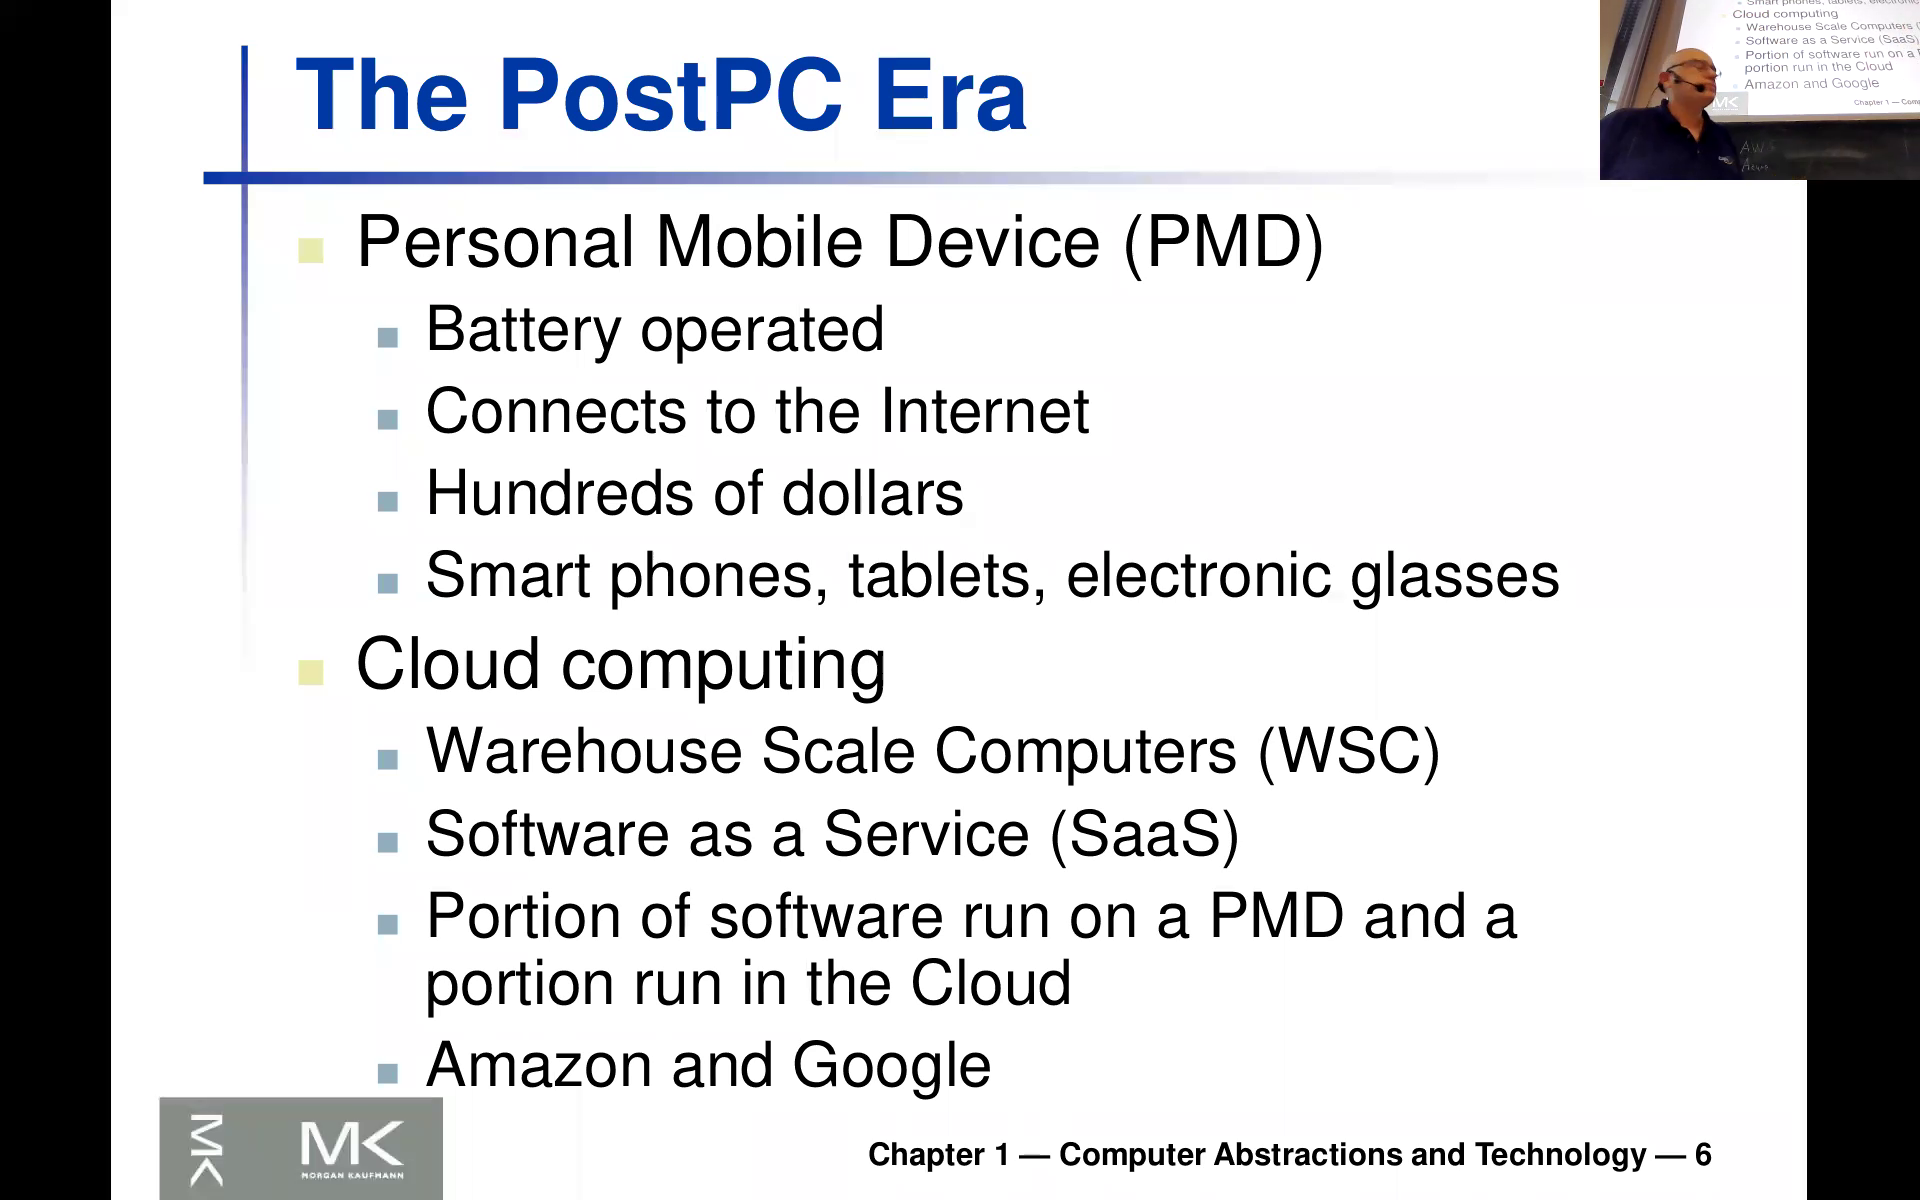 The PostPC Era
Personal Mobile Device (PMD)
Battery operated
Connects to the Internet
Hundreds of dollars
Smart phones, tablets, electronic glasses
Cloud computing
Warehouse Scale Computers (WSC)
Software as a Service (SaaS)
Portion of software run on a PMD and a
portion run in the Cloud
Amazon and Google
MK
MK
MORGAN KAUFMANN
Chapter 1 — Computer Abstractions and Technology — 6
Smart phones, tablets, electronic
Cloud computing
Warehouse Scale Computers
Software as a Service (SaaS)
Portion of software run on a
portion run in the Cloud
Amazon and Google
MK
Chapter 1 —